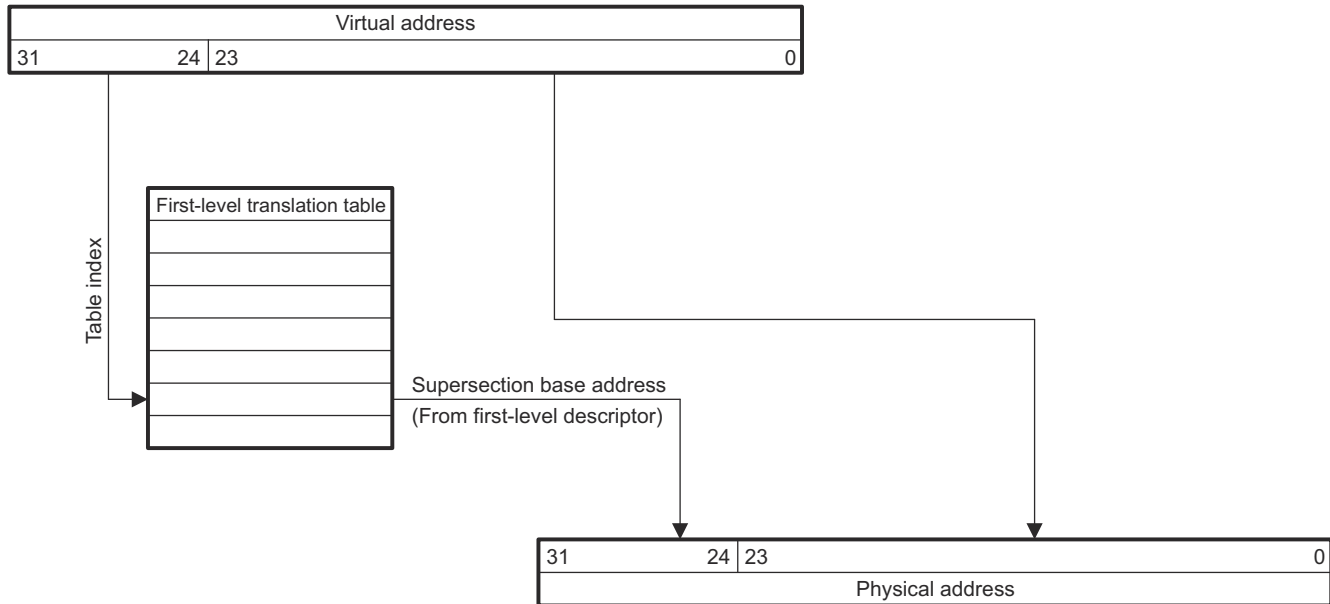 Virtual address
31 24 23 0
First-level translation table
Table index
Supersection base address
(From first-level descriptor)
31 24 23 0
Physical address